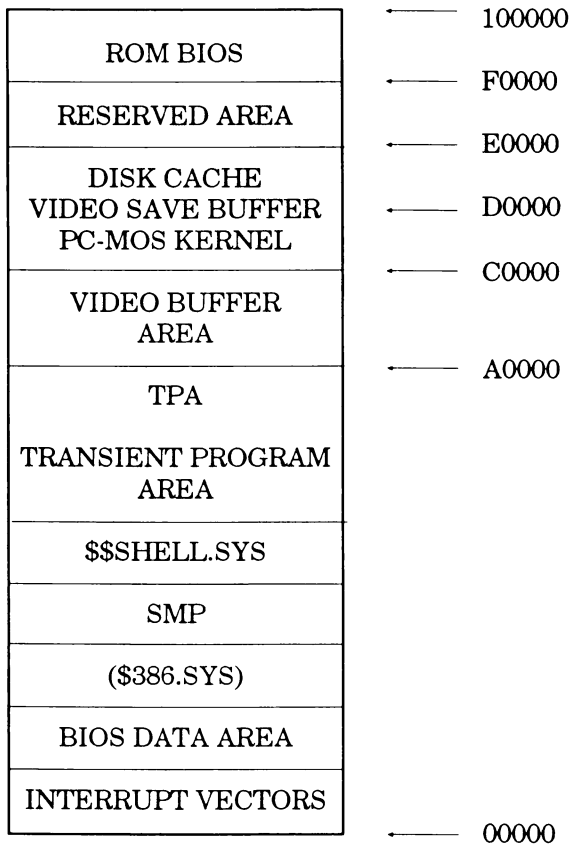 100000
ROM BIOS
F0000
RESERVED AREA
E0000
DISK CACHE
VIDEO SAVE BUFFER
D0000
PC-MOS KERNEL
C0000
VIDEO BUFFER
AREA
A0000
TPA
TRANSIENT PROGRAM
AREA
$$SHELL.SYS
SMP
($386.SYS)
BIOS DATA AREA
INTERRUPT VECTORS
00000